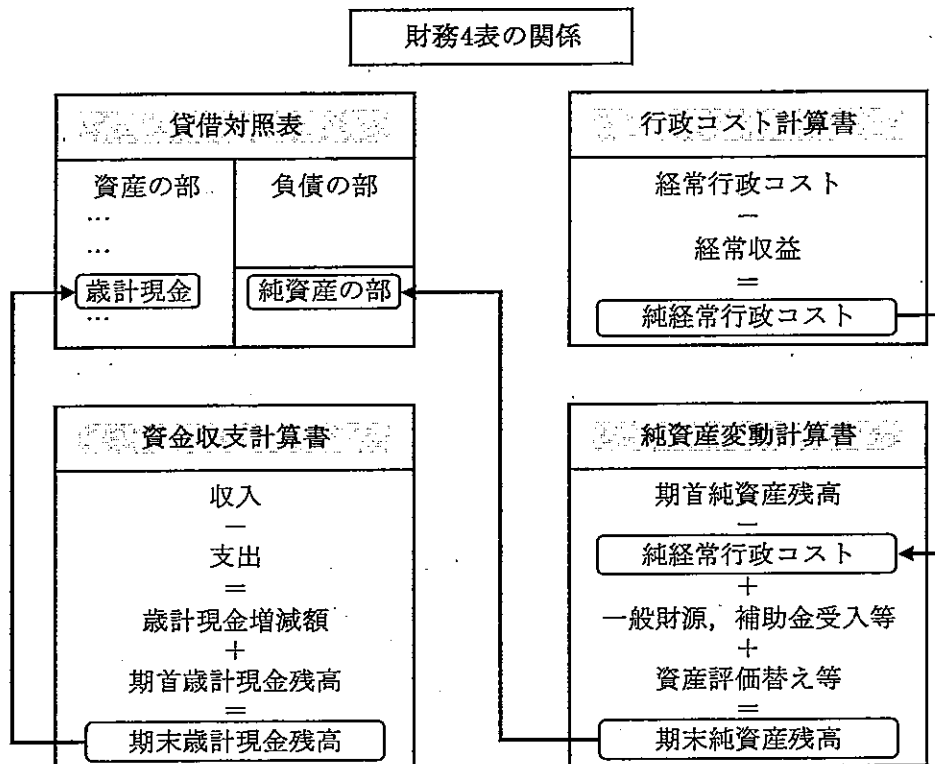 財務4表の関係
貸借対照表
資産の部
…
…
歳計現金
…
負債の部
純資産の部
行政コスト計算書
経常行政コスト
－
経常収益
＝
純経常行政コスト
資金収支計算書
収入
－
支出
＝
歳計現金増減額
＋
期首歳計現金残高
＝
期末歳計現金残高
純資産変動計算書
期首純資産残高
－
純経常行政コスト
＋
一般財源，補助金受入等
＋
資産評価替え等
＝
期末純資産残高